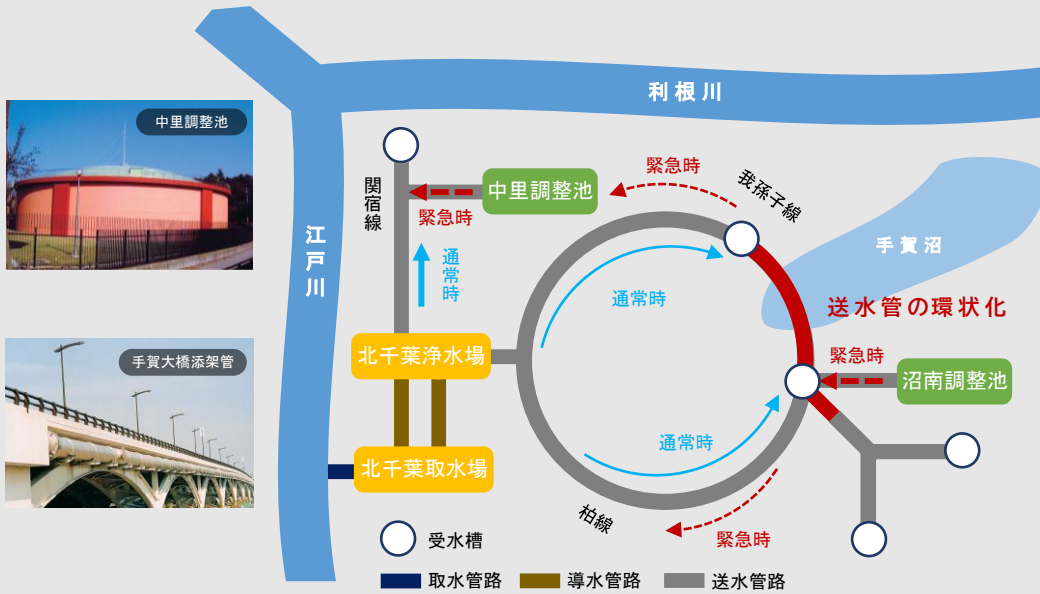 利根川
中里調整池
緊急時
我孫子線
中里調整池
関宿線
緊急時
手賀沼
江戸川
通常時
通常時
送水管の環状化
北千葉浄水場
緊急時
手賀大橋添架管
沼南調整池
通常時
北千葉取水場
柏線
緊急時
受水槽
取水管路
導水管路
送水管路